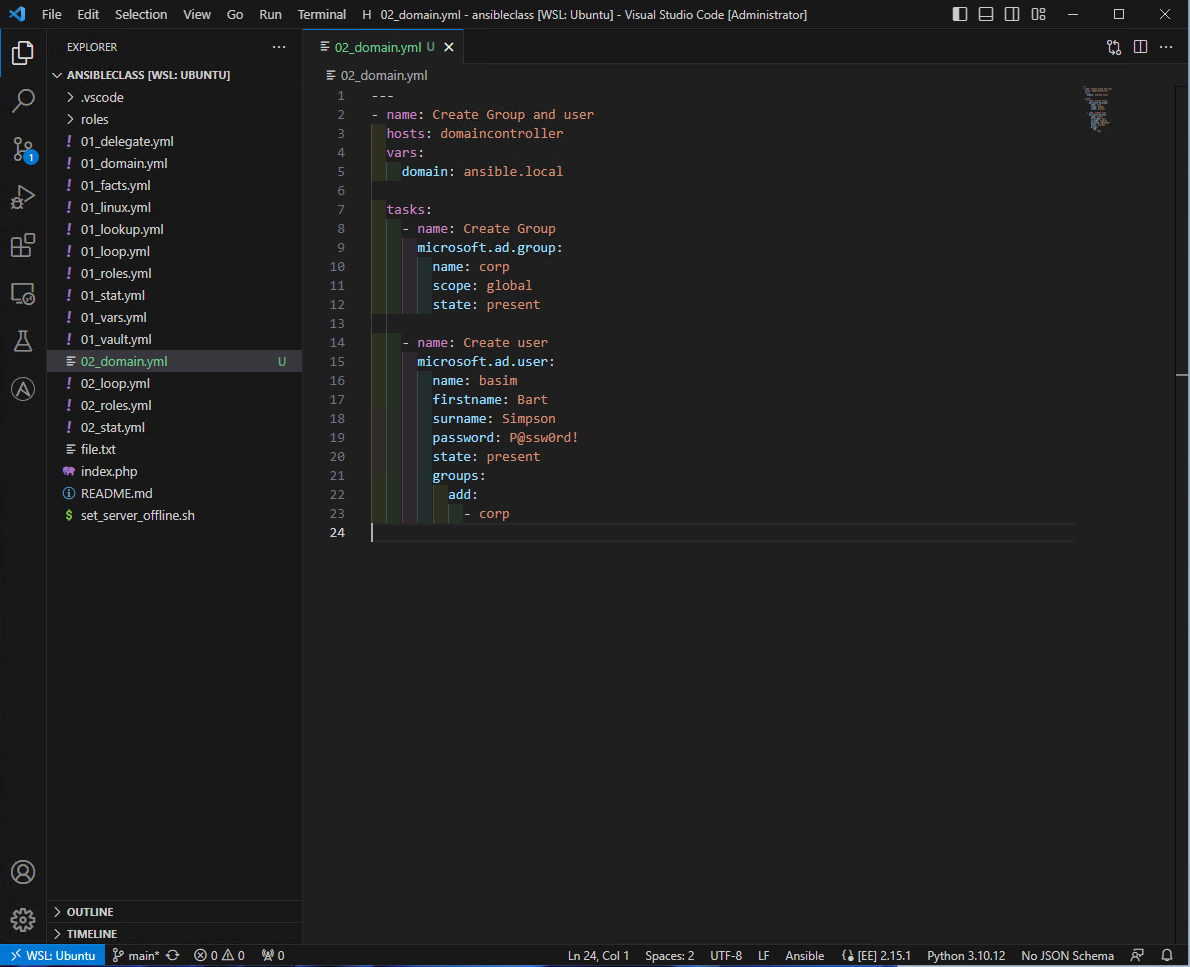 File Edit Selection View Go Run Terminal H 02_domain.yml - ansibleclass [WSL: Ubuntu] - Visual Studio Code [Administrator]
EXPLORER
ANSIBLECLASS [WSL: UBUNTU]
.vscode
roles
! 01_delegate.yml
! 01_domain.yml
! 01_facts.yml
! 01_linux.yml
! 01_lookup.yml
! 01_loop.yml
! 01_roles.yml
! 01_stat.yml
! 01_vars.yml
! 01_vault.yml
02_domain.yml U
! 02_loop.yml
! 02_roles.yml
! 02_stat.yml
file.txt
index.php
README.md
$ set_server_offline.sh
OUTLINE
TIMELINE
1
02_domain.yml U
02_domain.yml
1 ---
2 - name: Create Group and user
3 hosts: domaincontroller
4 vars:
5 domain: ansible.local
6
7 tasks:
8 - name: Create Group
9 microsoft.ad.group:
10 name: corp
11 scope: global
12 state: present
13
14 - name: Create user
15 microsoft.ad.user:
16 name: basim
17 firstname: Bart
18 surname: Simpson
19 password: P@ssw0rd!
20 state: present
21 groups:
22 add:
23 - corp
24
WSL: Ubuntu main* 0 0 0 Ln 24, Col 1 Spaces: 2 UTF-8 LF Ansible [EE] 2.15.1 Python 3.10.12 No JSON Schema